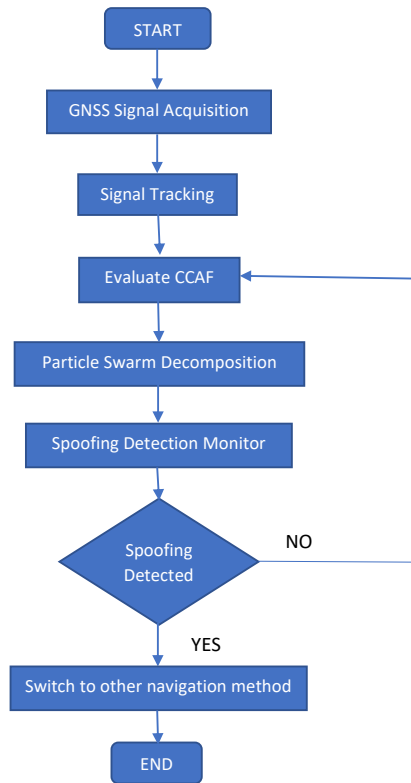 START
GNSS Signal Acquisition
Signal Tracking
Evaluate CCAF
Particle Swarm Decomposition
Spoofing Detection Monitor
Spoofing
Detected
NO
YES
Switch to other navigation method
END